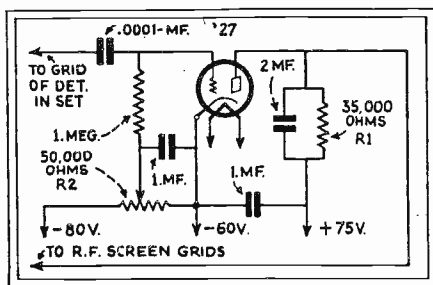 .0001-MF.
'27
TO GRID
OF DET.
IN SET
2 MF.
35,000
OHMS
R1
1. MEG.
50,000
OHMS
R2
1. MF.
1. MF.
-80V.
-60V.
+75V.
TO R.F. SCREEN GRIDS